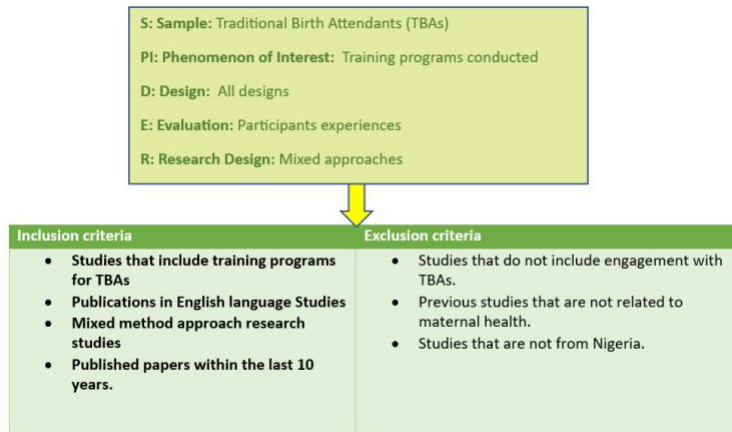 S: Sample: Traditional Birth Attendants (TBAs)
PI: Phenomenon of Interest:  Training programs conducted
D: Design:  All designs
E: Evaluation: Participants experiences
R: Research Design: Mixed approaches
Inclusion criteria
• Studies that include training programs
for TBAs
• Publications in English language Studies
• Mixed method approach research
studies
• Published papers within the last 10
years.
Exclusion criteria
• Studies that do not include engagement with
TBAs.
• Previous studies that are not related to
maternal health.
• Studies that are not from Nigeria.